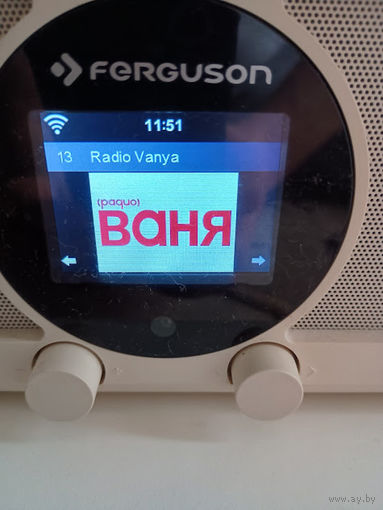 FERGUSON
11:51
13 Radio Vanya
(радио)
ваня
www.ay.by